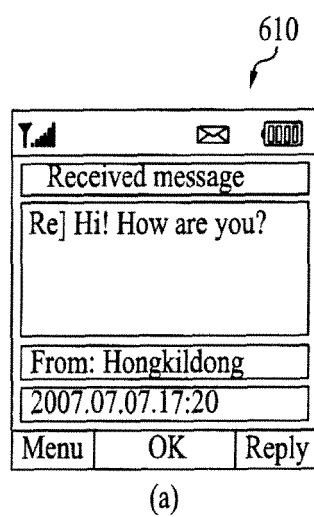 610
Received message
Re] Hi! How are you?
From: Hongkildong
2007.07.07.17:20
Menu OK Reply
(a)